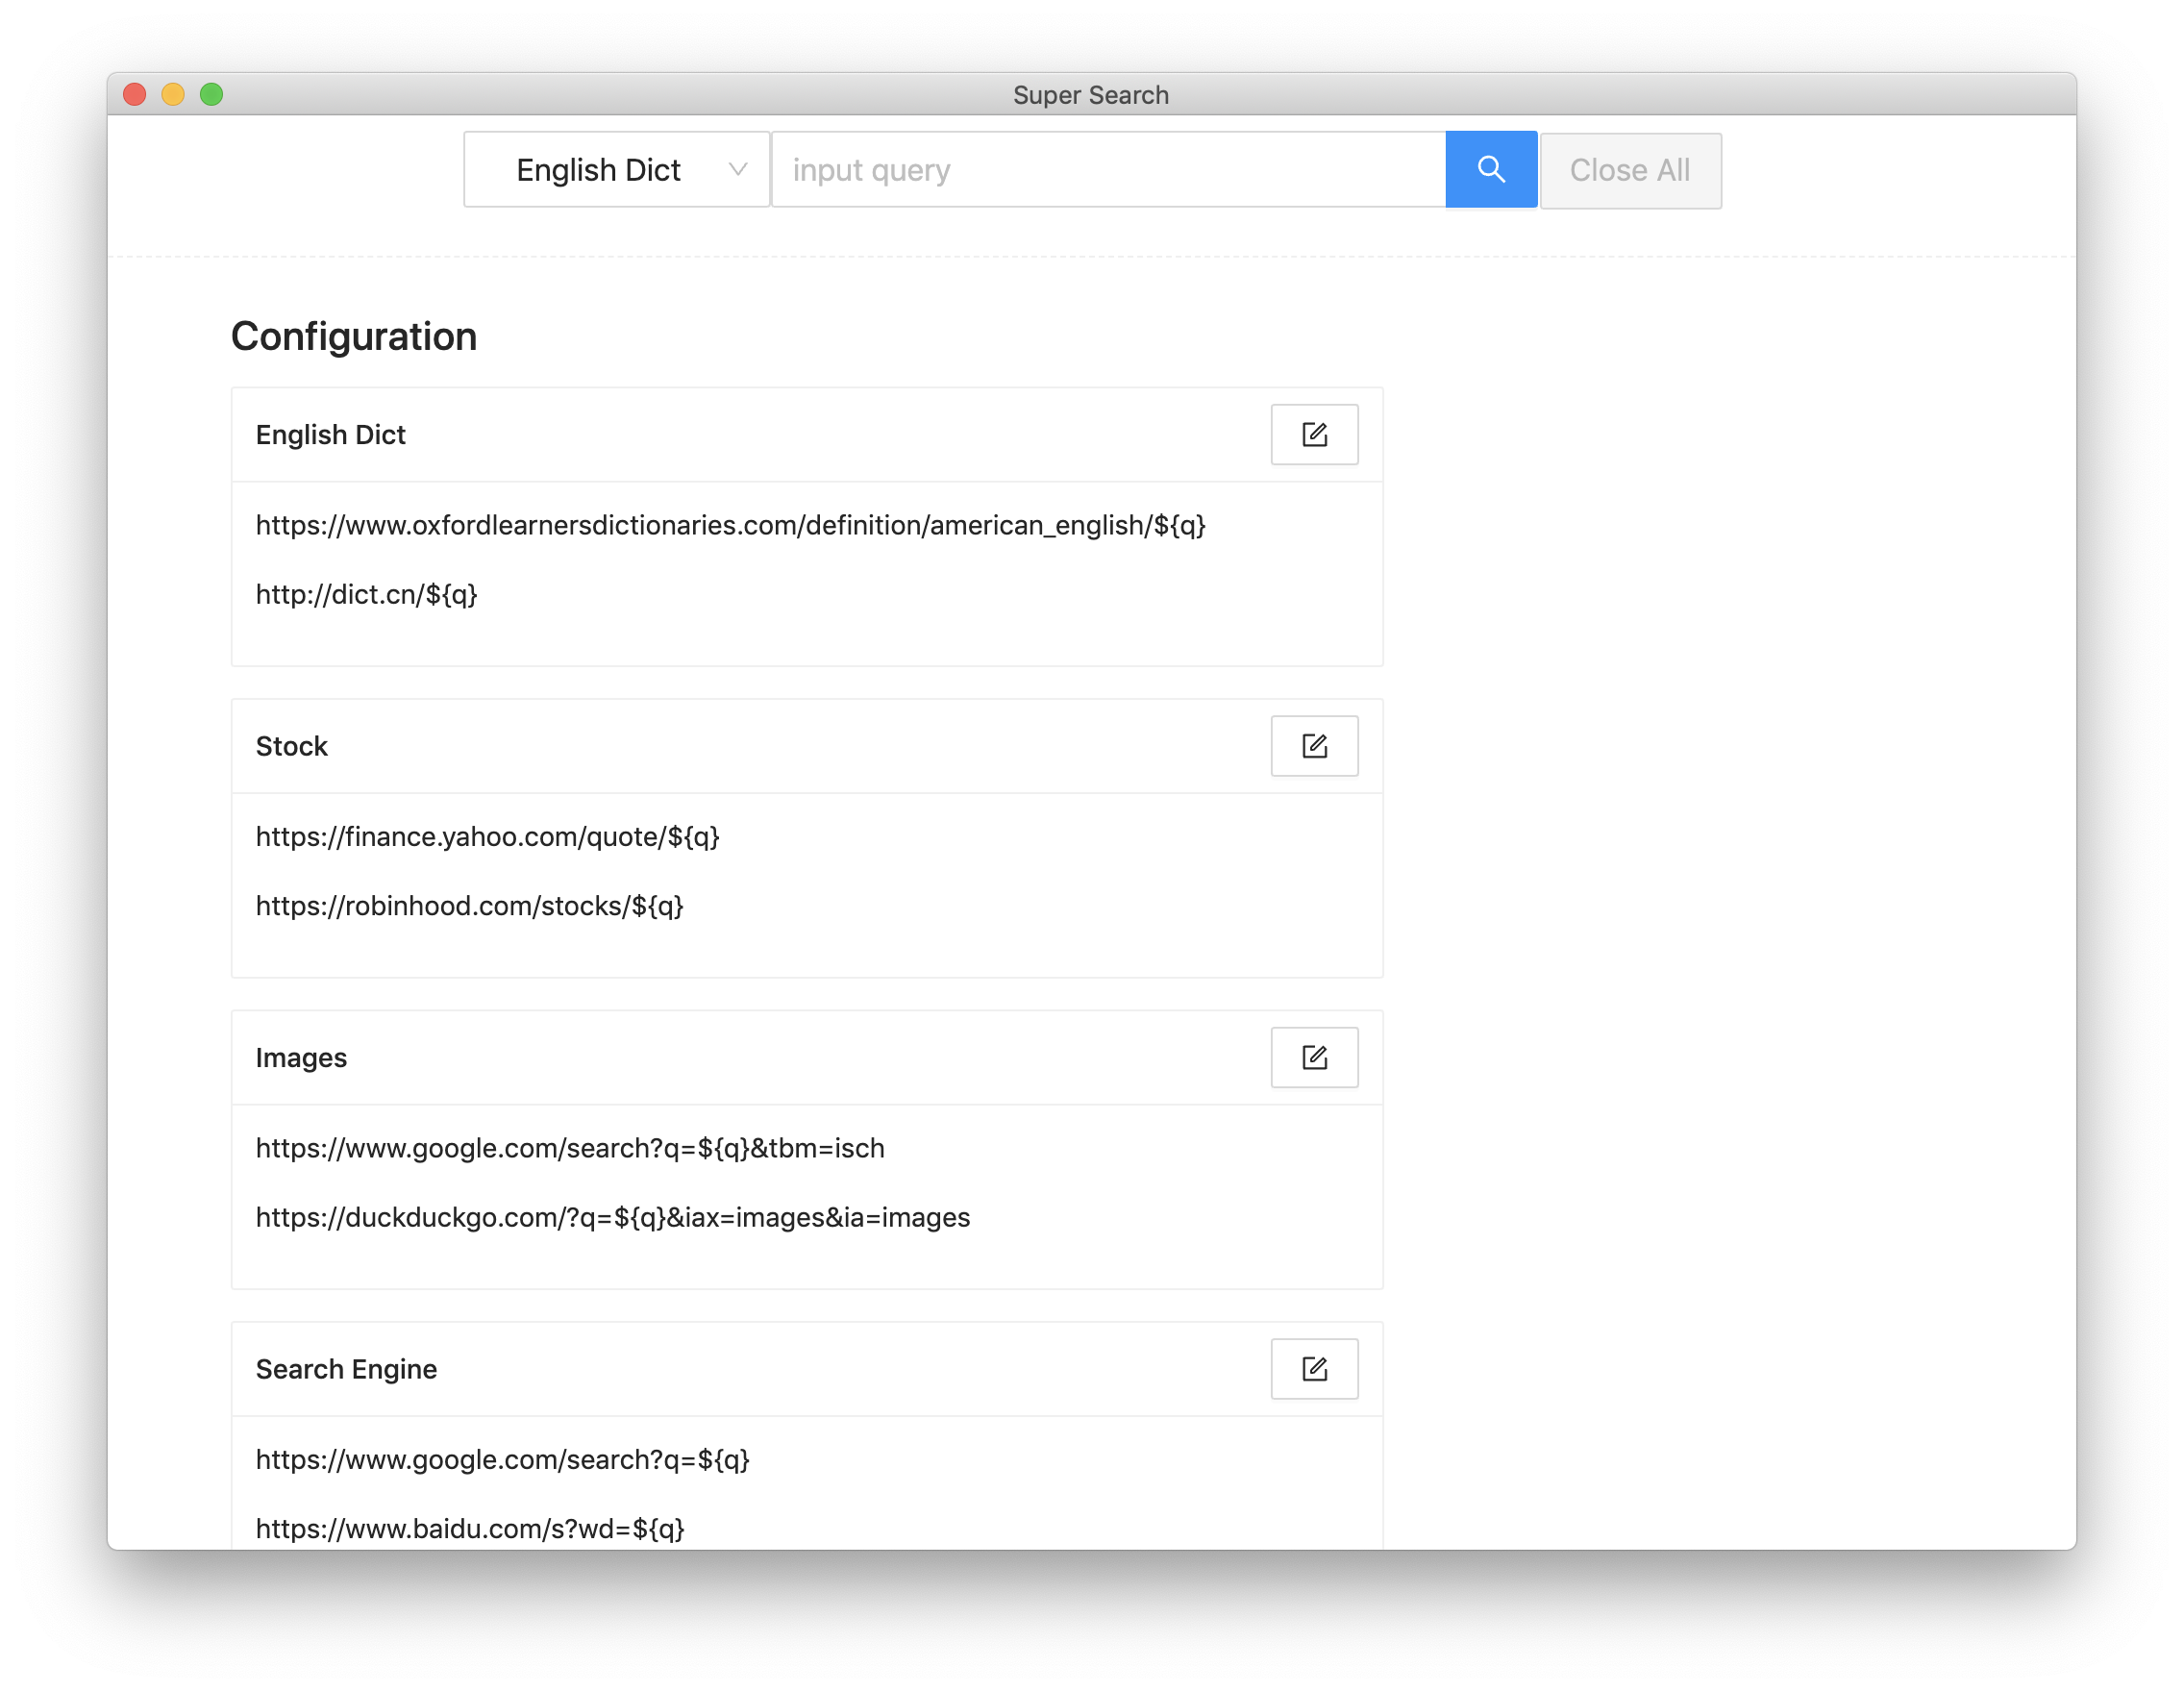 Super Search
English Dict
input query
Close All
Configuration
English Dict
https://www.oxfordlearnersdictionaries.com/definition/american_english/${q}
http://dict.cn/${q}
Stock
https://finance.yahoo.com/quote/${q}
https://robinhood.com/stocks/${q}
Images
https://www.google.com/search?q=${q}&tbm=isch
https://duckduckgo.com/?q=${q}&iax=images&ia=images
Search Engine
https://www.google.com/search?q=${q}
https://www.baidu.com/s?wd=${q}